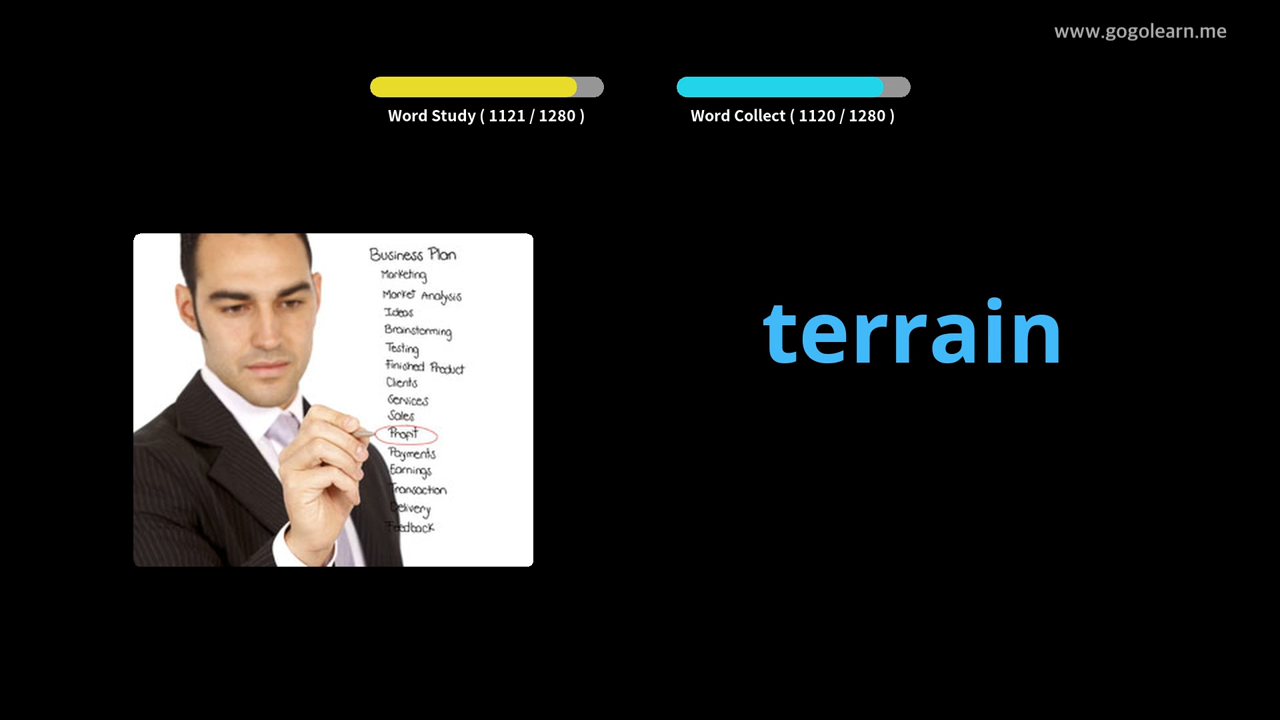 www.gogolearn.me
Word Study ( 1121 / 1280 )
Word Collect ( 1120 / 1280 )
Business Plan
Marketing
Market Analysis
Ideas
Brainstorming
Testing
Finished Product
Clients
Services
Sales
Profit
Payments
Earnings
Transaction
Delivery
Feedback
terrain